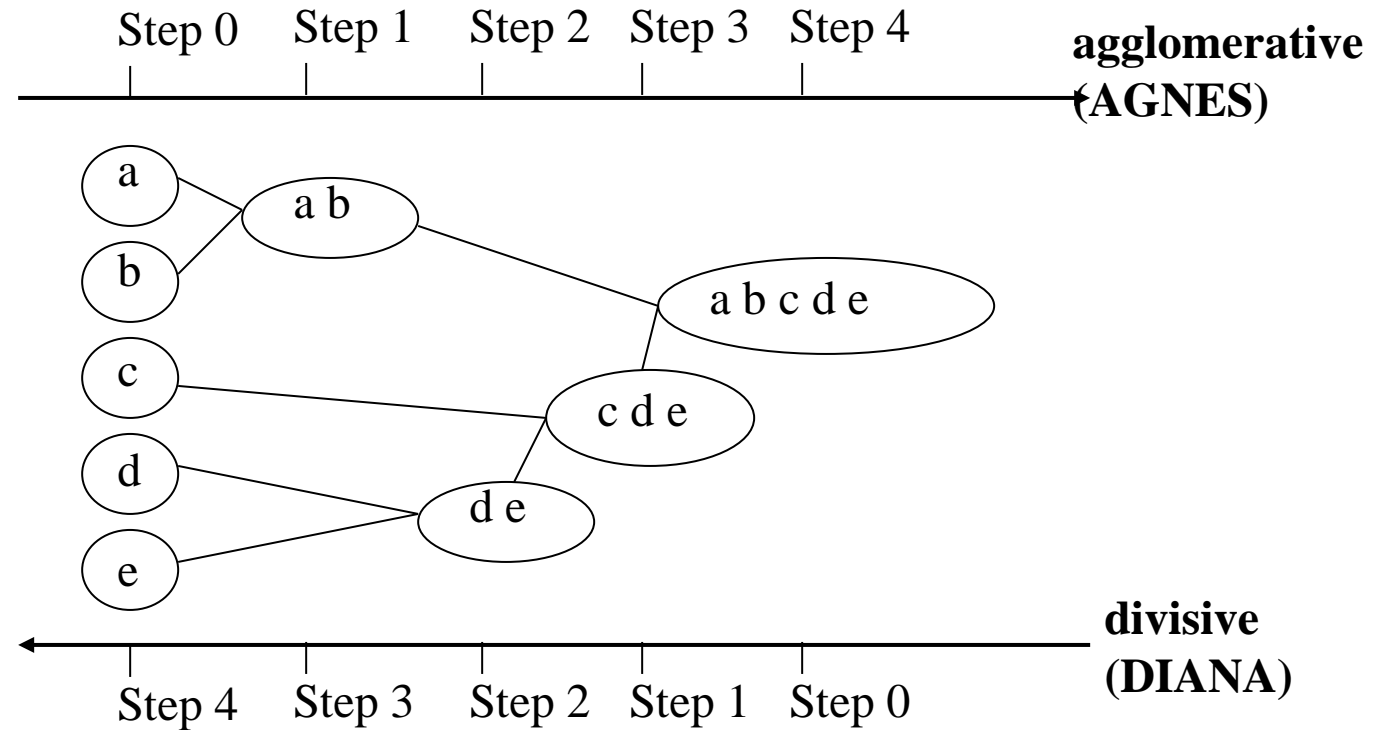 Step 0 Step 1 Step 2 Step 3 Step 4
agglomerative
(AGNES)
a
a b
b
a b c d e
c
c d e
d
d e
e
divisive
(DIANA)
Step 4 Step 3 Step 2 Step 1 Step 0